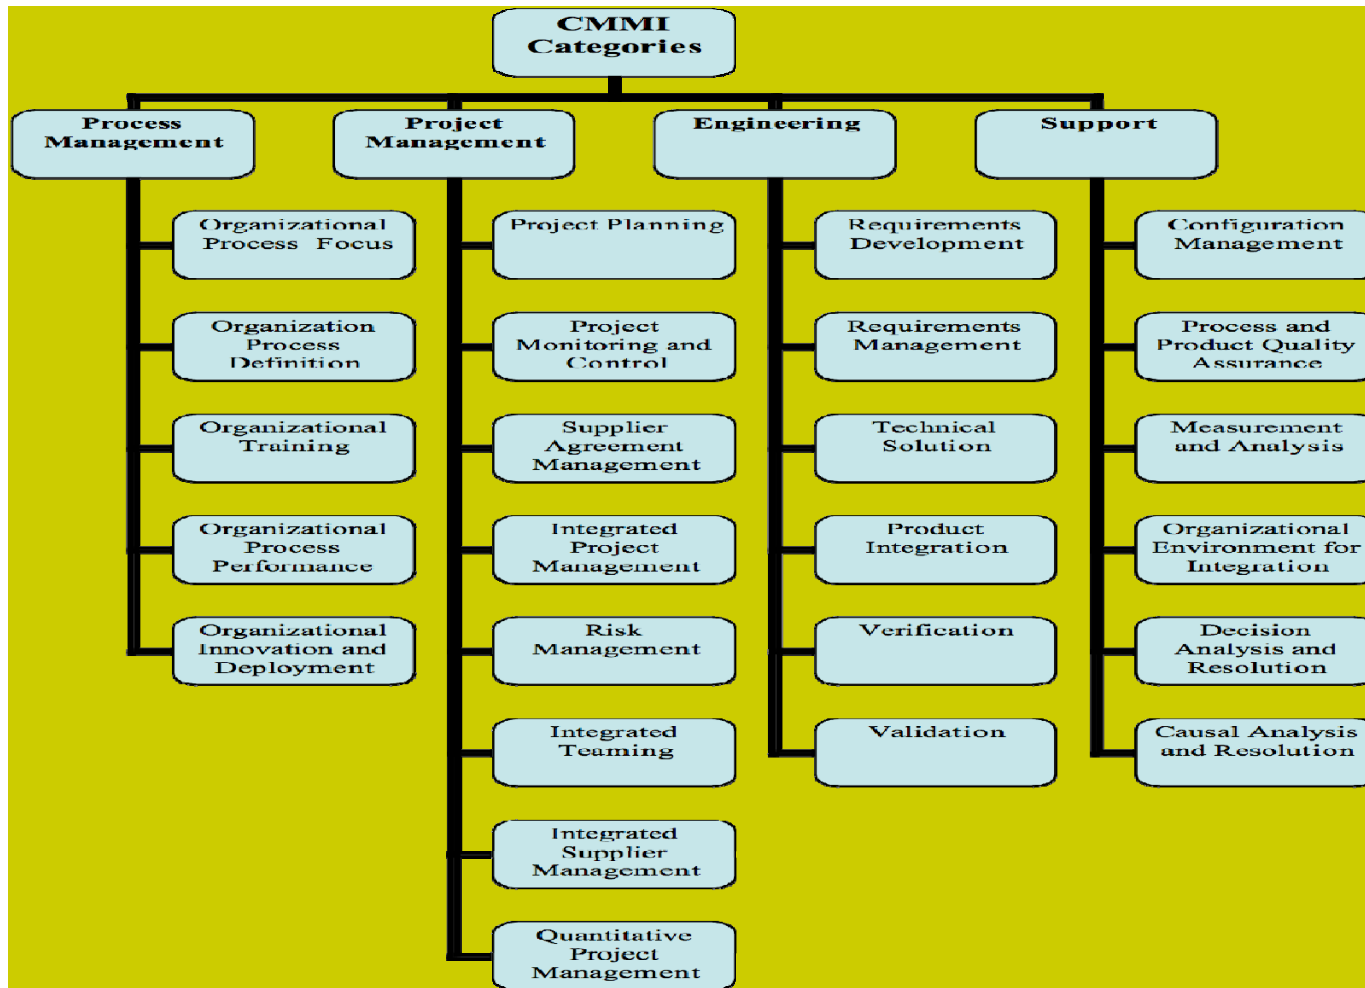 CMMI
Categories
Process
Management
Project
Management
Engineering
Support
Organizational
Process Focus
Organization
Process
Definition
Organizational
Training
Organizational
Process
Performance
Organizational
Innovation and
Deployment
Project Planning
Project
Monitoring and
Control
Supplier
Agreement
Management
Integrated
Project
Management
Risk
Management
Integrated
Teaming
Integrated
Supplier
Management
Quantitative
Project
Management
Requirements
Development
Requirements
Management
Technical
Solution
Product
Integration
Verification
Validation
Configuration
Management
Process and
Product Quality
Assurance
Measurement
and Analysis
Organizational
Environment for
Integration
Decision
Analysis and
Resolution
Causal Analysis
and Resolution